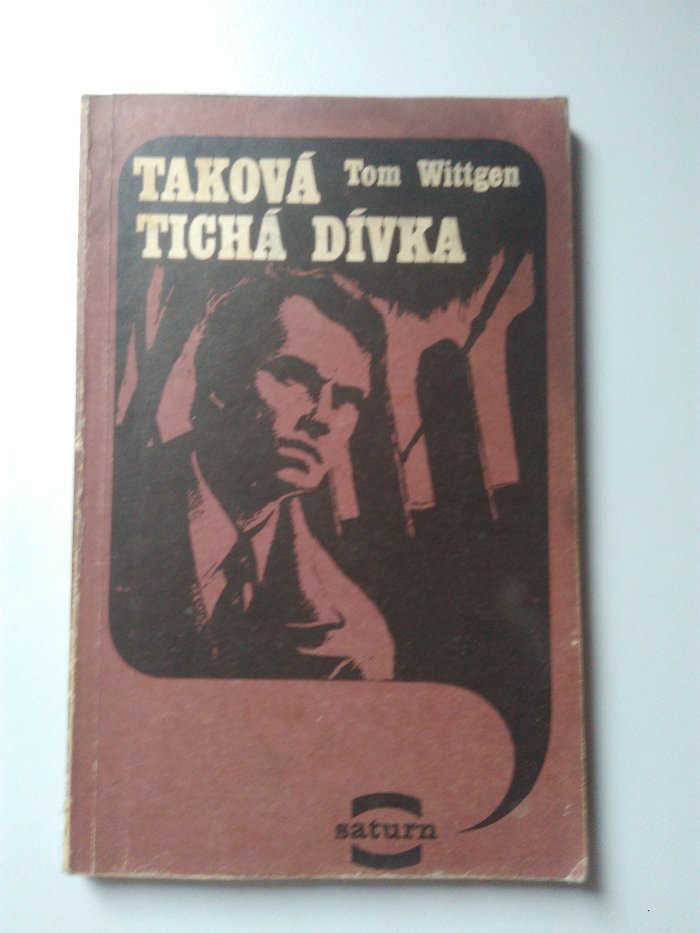 TAKOVÁ Tom Wittgen
TICHÁ DÍVKA
saturn